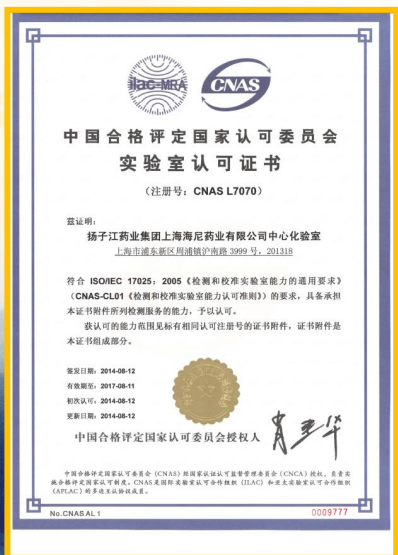 ilac-MRA
CNAS
中国合格评定国家认可委员会
实验室认可证书
（注册号：CNAS L7070）
兹证明：
扬子江药业集团上海海尼药业有限公司中心化验室
上海市浦东新区周浦镇沪南路 3999 号，201318
符合 ISO/IEC 17025：2005《检测和校准实验室能力的通用要求》
（CNAS-CL01《检测和校准实验室能力认可准则》）的要求，具备承担
本证书附件所列检测服务的能力，予以认可。
获认可的能力范围见标有相同认可注册号的证书附件，证书附件是
本证书组成部分。
签发日期：2014-08-12
有效期至：2017-08-11
初次认可：2014-08-12
更新日期：2014-08-12
中国合格评定国家认可委员会授权人
中国合格评定国家认可委员会（CNAS）经国家认证认可监督管理委员会（CNCA）授权，负责实
施合格评定国家认可制度。CNAS是国际实验室认可合作组织（ILAC）和亚太实验室认可合作组织
（APLAC）的多边互认协议成员。
No.CNAS AL 1
0009777